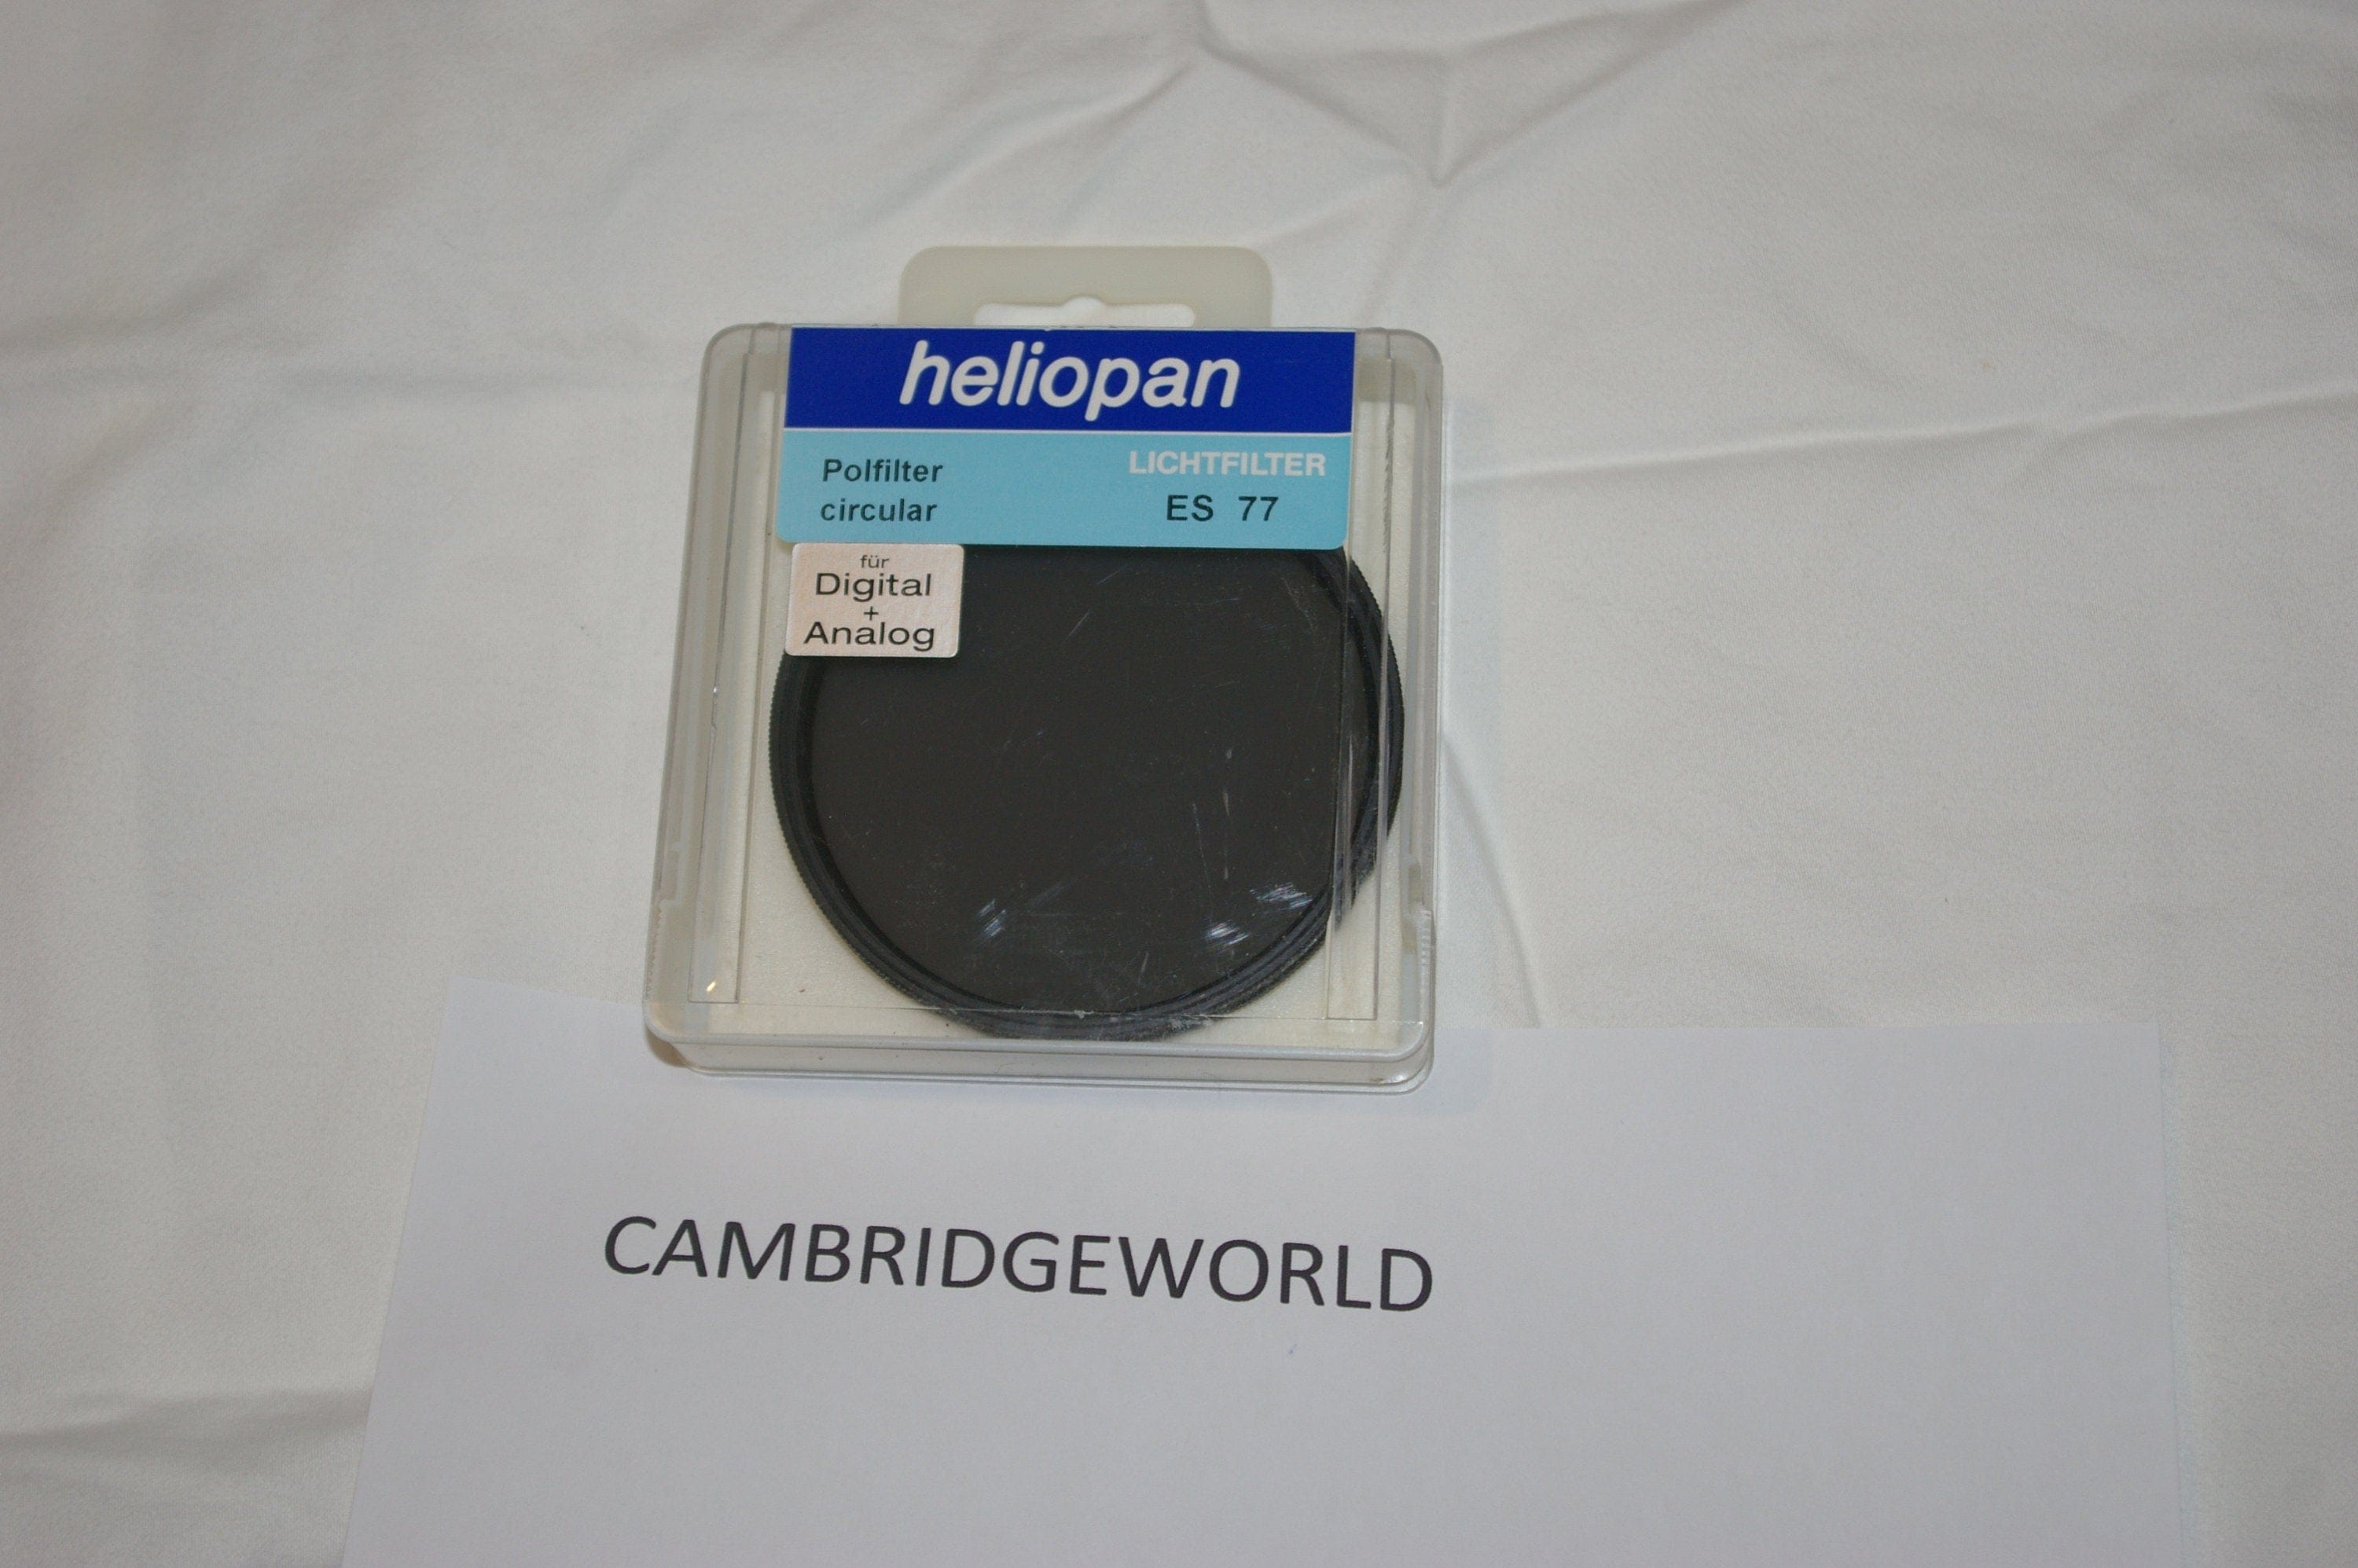 heliopan
Polfilter
circular
LICHTFILTER
ES 77
für
Digital
+
Analog
CAMBRIDGEWORLD